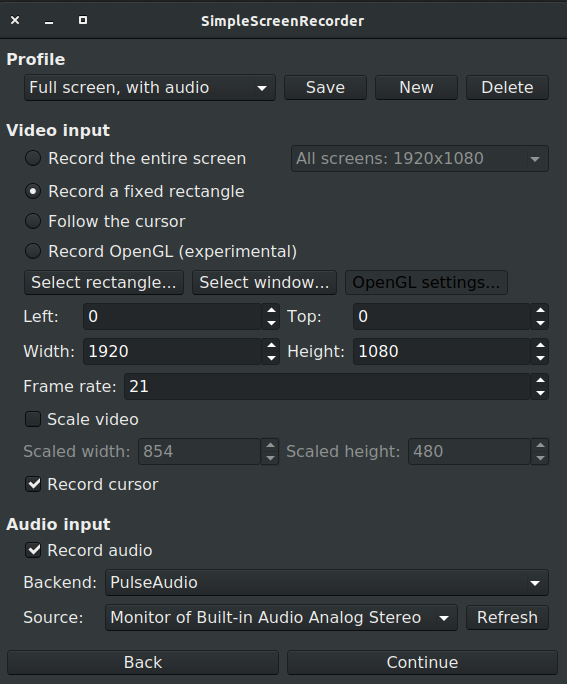 SimpleScreenRecorder
Profile
Full screen, with audio Save New Delete
Video input
Record the entire screen All screens: 1920x1080
Record a fixed rectangle
Follow the cursor
Record OpenGL (experimental)
Select rectangle... Select window... OpenGL settings...
Left: 0 Top: 0
Width: 1920 Height: 1080
Frame rate: 21
Scale video
Scaled width: 854 Scaled height: 480
Record cursor
Audio input
Record audio
Backend: PulseAudio
Source: Monitor of Built-in Audio Analog Stereo Refresh
Back Continue